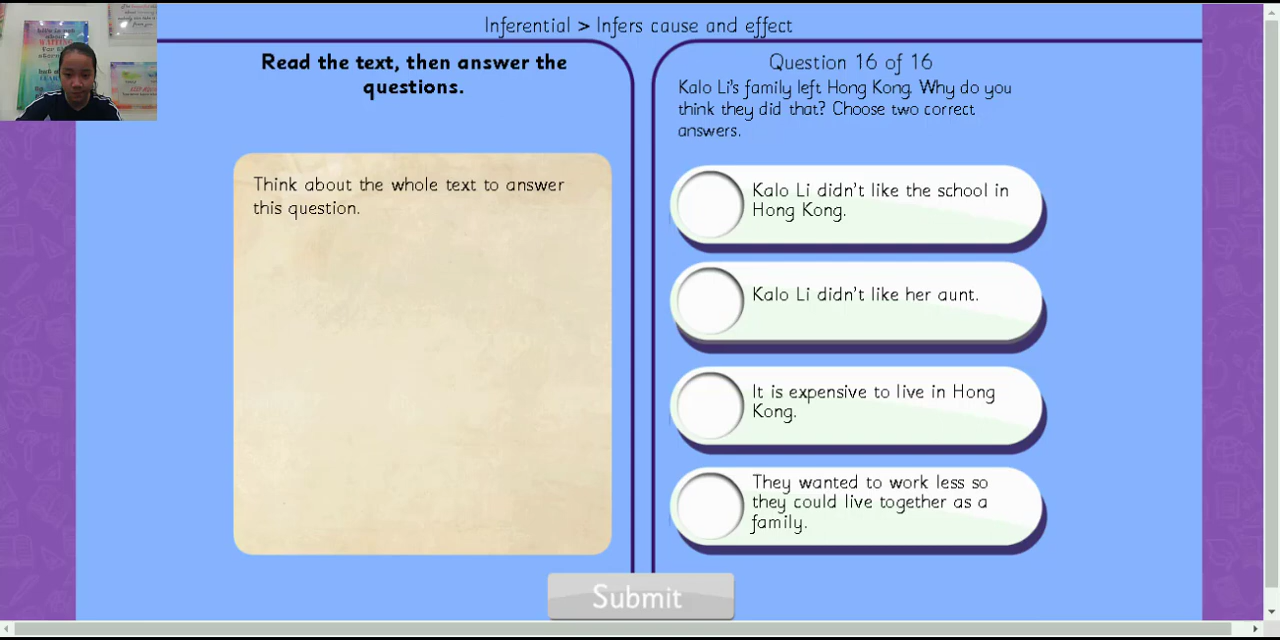 Inferential > Infers cause and effect
Read the text, then answer the
questions.
Think about the whole text to answer
this question.
Question 16 of 16
Kalo Li's family left Hong Kong. Why do you
think they did that? Choose two correct
answers.
Kalo Li didn't like the school in
Hong Kong.
Kalo Li didn't like her aunt.
It is expensive to live in Hong
Kong.
They wanted to work less so
they could live together as a
family.
Submit